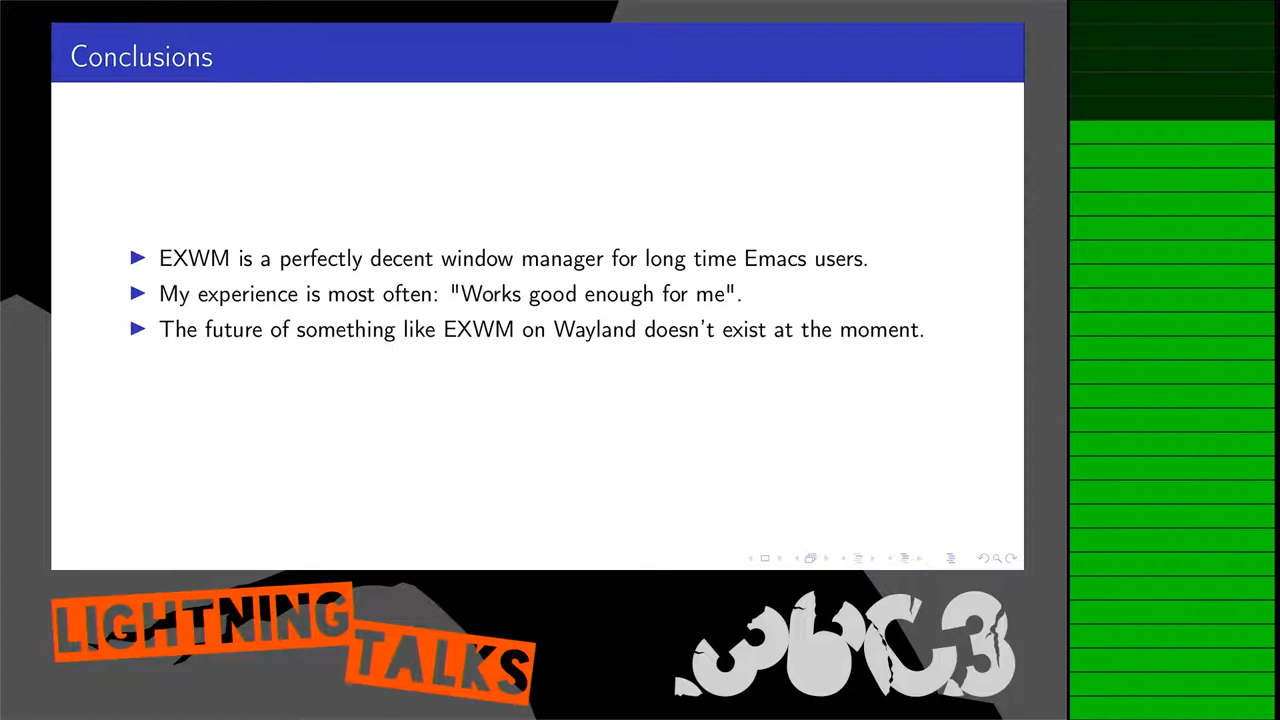 Conclusions
EXWM is a perfectly decent window manager for long time Emacs users.
My experience is most often: "Works good enough for me".
The future of something like EXWM on Wayland doesn't exist at the moment.
LIGHTNING
TALKS
36C3